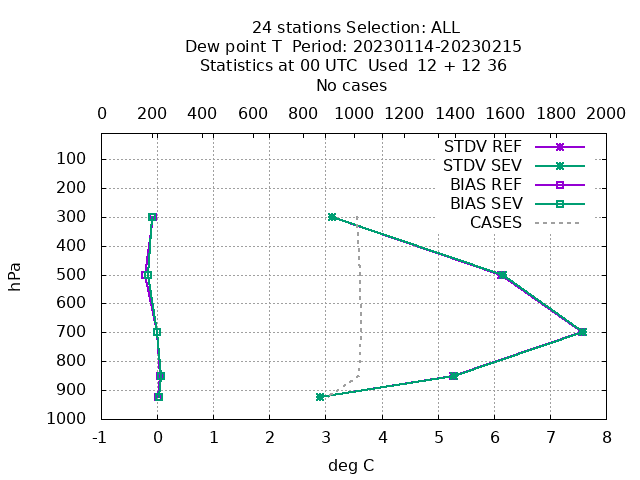 24 stations Selection: ALL
Dew point T  Period: 20230114-20230215
Statistics at 00 UTC  Used  12 + 12 36
No cases
0 200 400 600 800 1000 1200 1400 1600 1800 2000
STDV REF
STDV SEV
BIAS REF
BIAS SEV
CASES
100
200
300
400
500
600
700
800
900
1000
hPa
-1 0 1 2 3 4 5 6 7 8
deg C